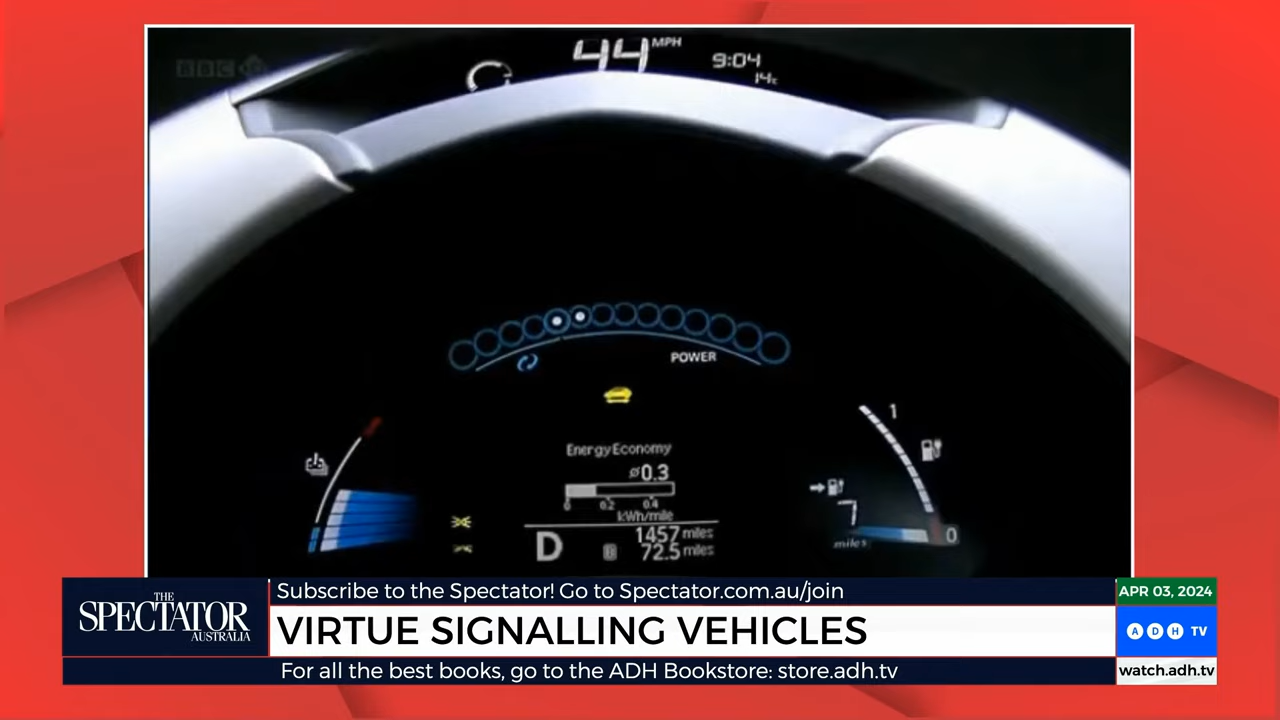 BBC
44 MPH
9:04
14c
POWER
Energy Economy
ø0.3
0 0.2 0.4
kWh/mile
D
1457 miles
B 72.5 miles
1
7
miles
0
THE
SPECTATOR
AUSTRALIA
Subscribe to the Spectator! Go to Spectator.com.au/join
VIRTUE SIGNALLING VEHICLES
For all the best books, go to the ADH Bookstore: store.adh.tv
APR 03, 2024
ADH TV
watch.adh.tv